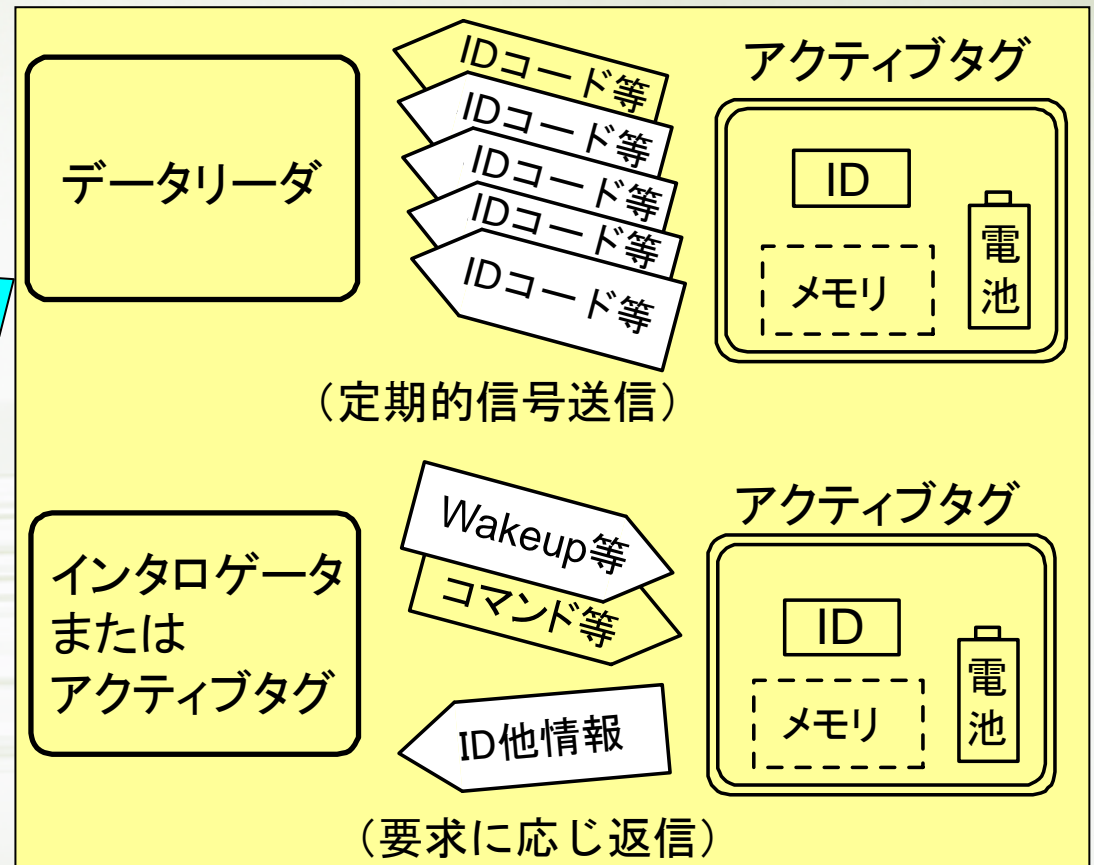 アクティブタグ
データリーダ
IDコード等
IDコード等
IDコード等
IDコード等
IDコード等
ID
メモリ
電
池
（定期的信号送信）
アクティブタグ
インタロゲータ
または
アクティブタグ
Wakeup等
コマンド等
ID他情報
ID
メモリ
電
池
（要求に応じ返信）